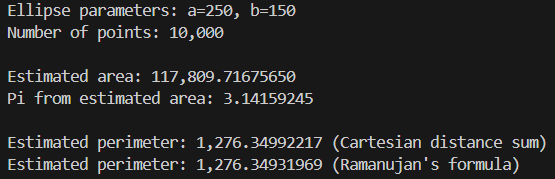 Ellipse parameters: a=250, b=150
Number of points: 10,000
Estimated area: 117,809.71675650
Pi from estimated area: 3.14159245
Estimated perimeter: 1,276.34992217 (Cartesian distance sum)
Estimated perimeter: 1,276.34931969 (Ramanujan's formula)